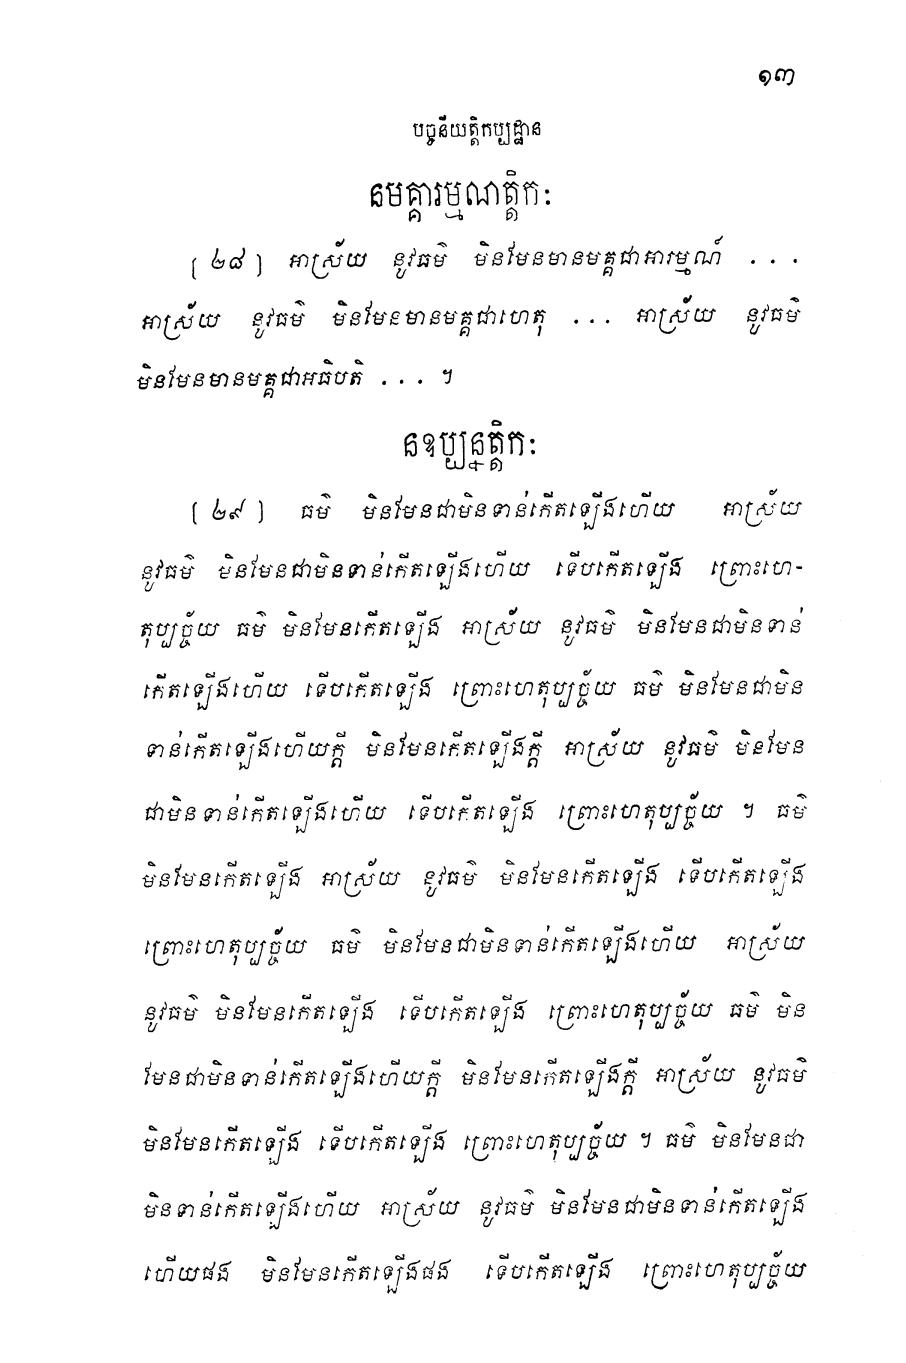 ១៣
បច្ចនីយត្តិកប្បដ្ឋាន
នមគ្គារម្មណត្តិកៈ
[ ២៨ ] អាស្រ័យ នូវធម៌ មិនមែនមានមគ្គជាអារម្មណ៍ ...
អាស្រ័យ នូវធម៌ មិនមែនមានមគ្គជាហេតុ ... អាស្រ័យ នូវធម៌
មិនមែនមានមគ្គជាអធិបតិ ... ។
នឧប្បន្នត្តិកៈ
[ ២៩ ] ធម៌ មិនមែនជាមិនទាន់កើតឡើងហើយ អាស្រ័យ
នូវធម៌ មិនមែនជាមិនទាន់កើតឡើងហើយ ទើបកើតឡើង ព្រោះហេ-
តុប្បច្ច័យ ធម៌ មិនមែនកើតឡើង អាស្រ័យ នូវធម៌ មិនមែនជាមិនទាន់
កើតឡើងហើយ ទើបកើតឡើង ព្រោះហេតុប្បច្ច័យ ធម៌ មិនមែនជាមិន
ទាន់កើតឡើងហើយក្តី មិនមែនកើតឡើងក្តី អាស្រ័យ នូវធម៌ មិនមែន
ជាមិនទាន់កើតឡើងហើយ ទើបកើតឡើង ព្រោះហេតុប្បច្ច័យ ។ ធម៌
មិនមែនកើតឡើង អាស្រ័យ នូវធម៌ មិនមែនកើតឡើង ទើបកើតឡើង
ព្រោះហេតុប្បច្ច័យ ធម៌ មិនមែនជាមិនទាន់កើតឡើងហើយ អាស្រ័យ
នូវធម៌ មិនមែនកើតឡើង ទើបកើតឡើង ព្រោះហេតុប្បច្ច័យ ធម៌ មិន
មែនជាមិនទាន់កើតឡើងហើយក្តី មិនមែនកើតឡើងក្តី អាស្រ័យ នូវធម៌
មិនមែនកើតឡើង ទើបកើតឡើង ព្រោះហេតុប្បច្ច័យ ។ ធម៌ មិនមែនជា
មិនទាន់កើតឡើងហើយ អាស្រ័យ នូវធម៌ មិនមែនជាមិនទាន់កើតឡើង
ហើយផង មិនមែនកើតឡើងផង ទើបកើតឡើង ព្រោះហេតុប្បច្ច័យ